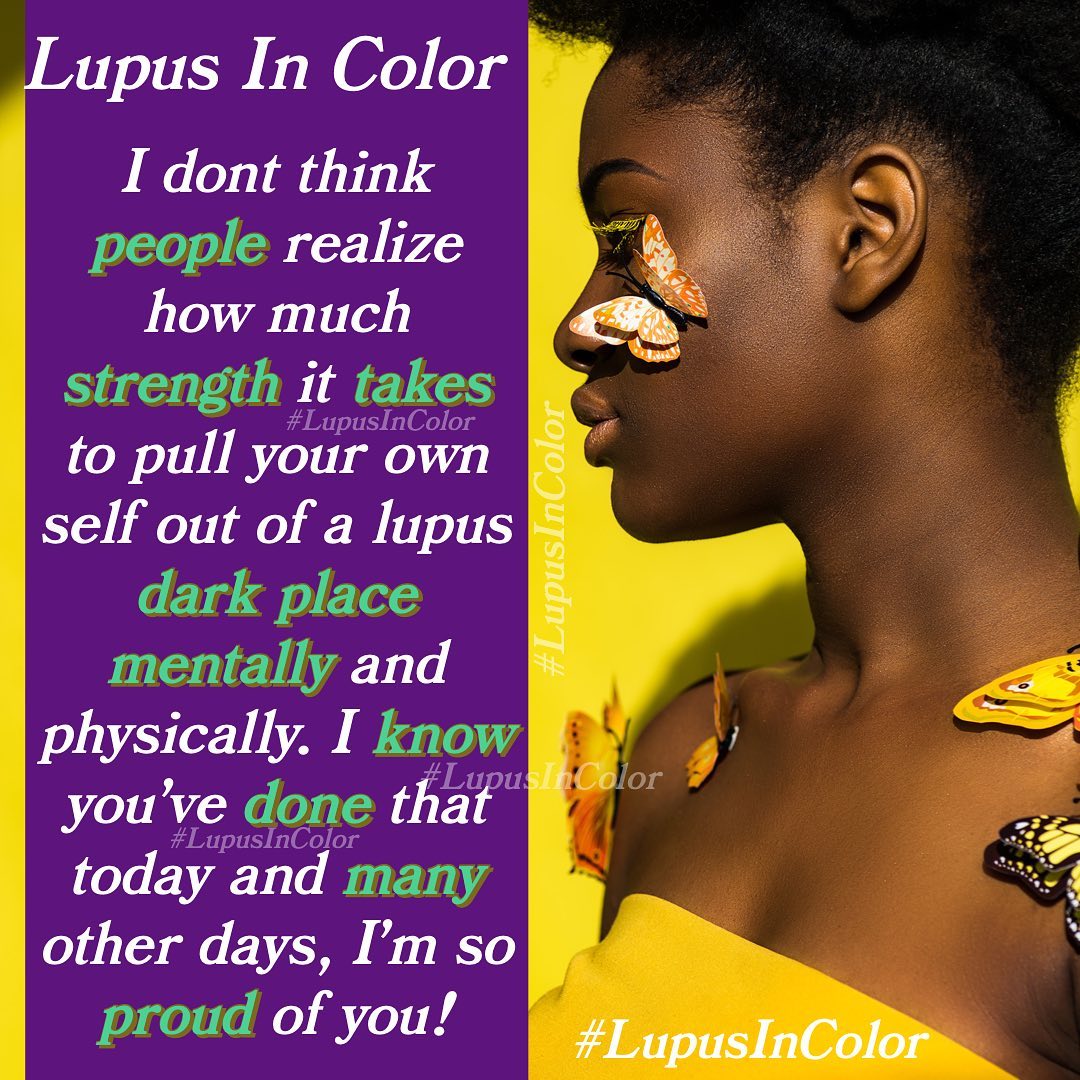 Lupus In Color
I dont think
people realize
how much
strength it takes
#LupusInColor
to pull your own
self out of a lupus
dark place
mentally and
physically. I know
#LupusInColor
you’ve done that
#LupusInColor
today and many
other days, I’m so
proud of you!
#LupusInColor
#LupusInColor